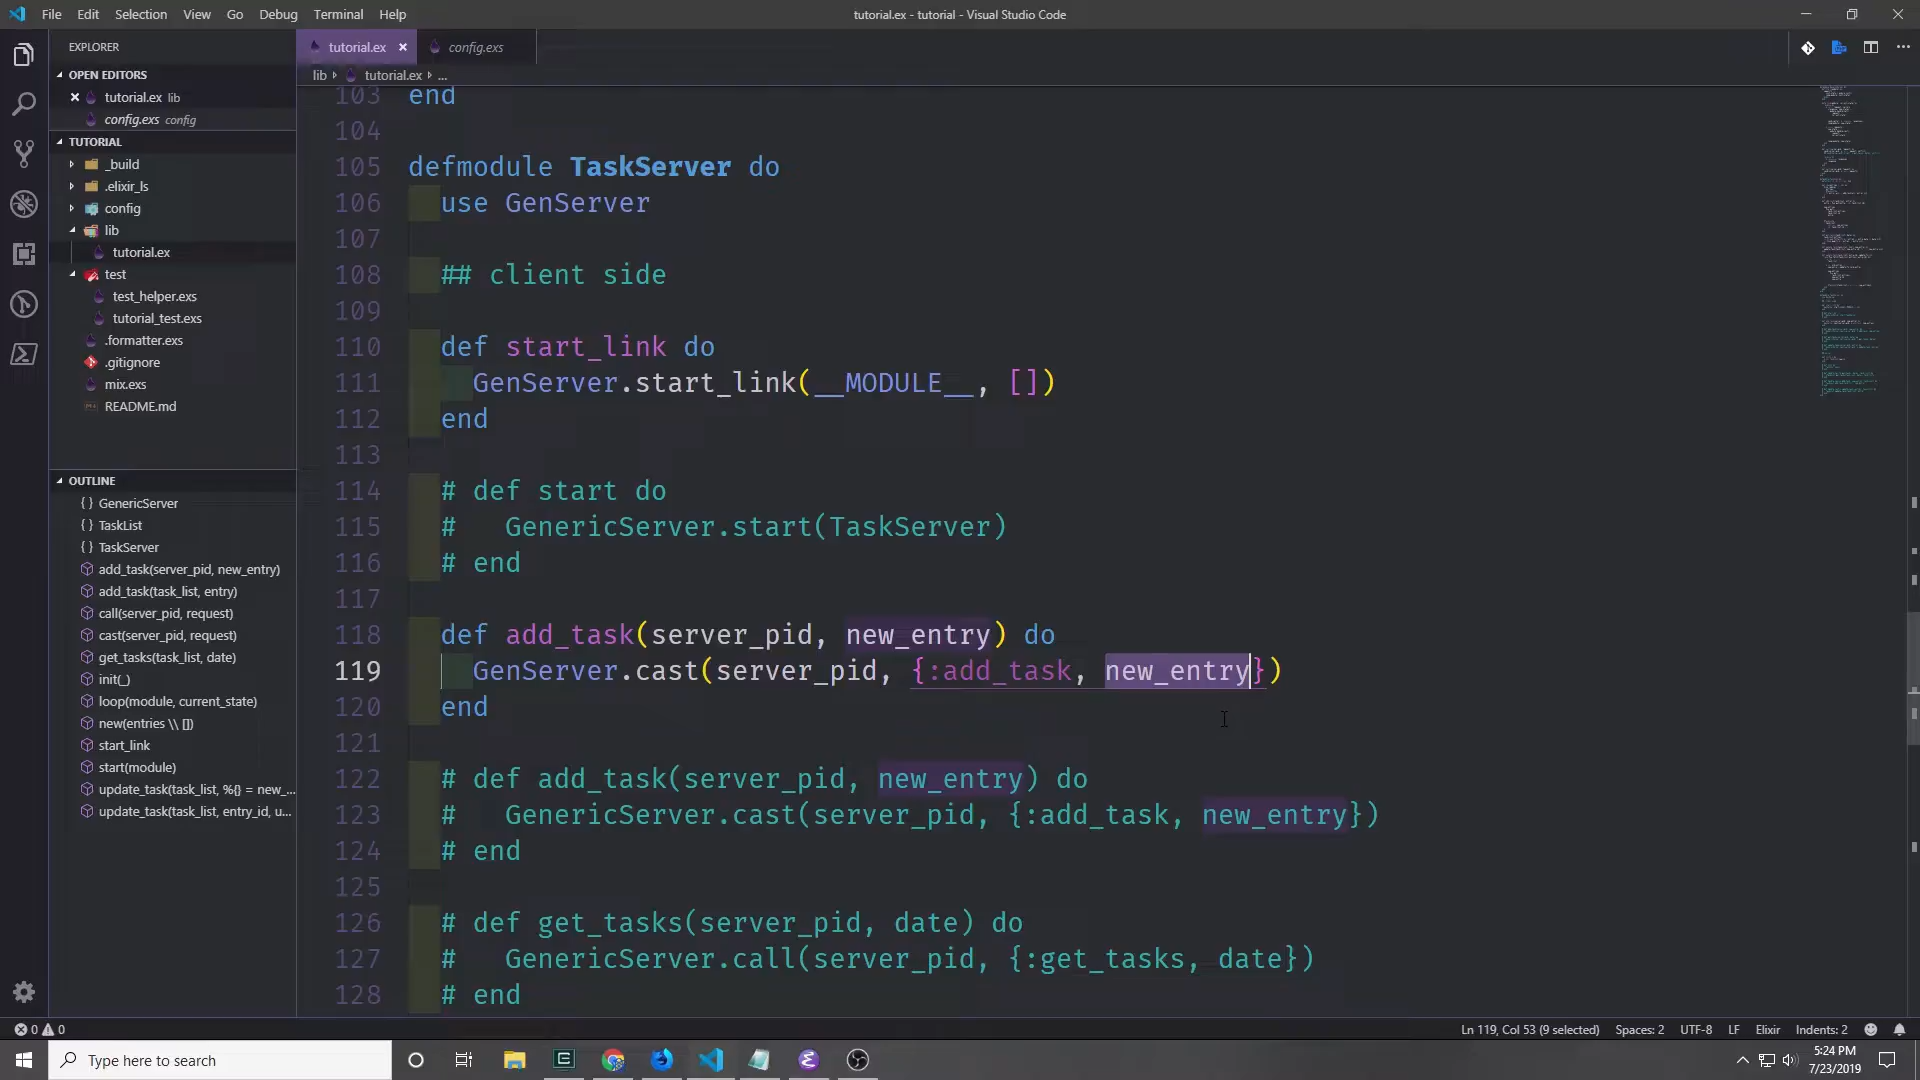 File Edit Selection View Go Debug Terminal Help
tutorial.ex - tutorial - Visual Studio Code
EXPLORER
OPEN EDITORS
tutorial.ex lib
config.exs config
TUTORIAL
_build
.elixir_ls
config
lib
tutorial.ex
test
test_helper.exs
tutorial_test.exs
.formatter.exs
.gitignore
mix.exs
README.md
OUTLINE
{ } GenericServer
{ } TaskList
{ } TaskServer
add_task(server_pid, new_entry)
add_task(task_list, entry)
call(server_pid, request)
cast(server_pid, request)
get_tasks(task_list, date)
init(_)
loop(module, current_state)
new(entries \\ [])
start_link
start(module)
update_task(task_list, %{} = new_...
update_task(task_list, entry_id, u...
tutorial.ex
config.exs
lib tutorial.ex ...
103 end
104
105 defmodule TaskServer do
106 use GenServer
107
108 ## client side
109
110 def start_link do
111 GenServer.start_link(__MODULE__, [])
112 end
113
114 # def start do
115 # GenericServer.start(TaskServer)
116 # end
117
118 def add_task(server_pid, new_entry) do
119 GenServer.cast(server_pid, {:add_task, new_entry})
120 end
121
122 # def add_task(server_pid, new_entry) do
123 # GenericServer.cast(server_pid, {:add_task, new_entry})
124 # end
125
126 # def get_tasks(server_pid, date) do
127 # GenericServer.call(server_pid, {:get_tasks, date})
128 # end
0 0
Ln 119, Col 53 (9 selected) Spaces: 2 UTF-8 LF Elixir Indents: 2
Type here to search
5:24 PM
7/23/2019